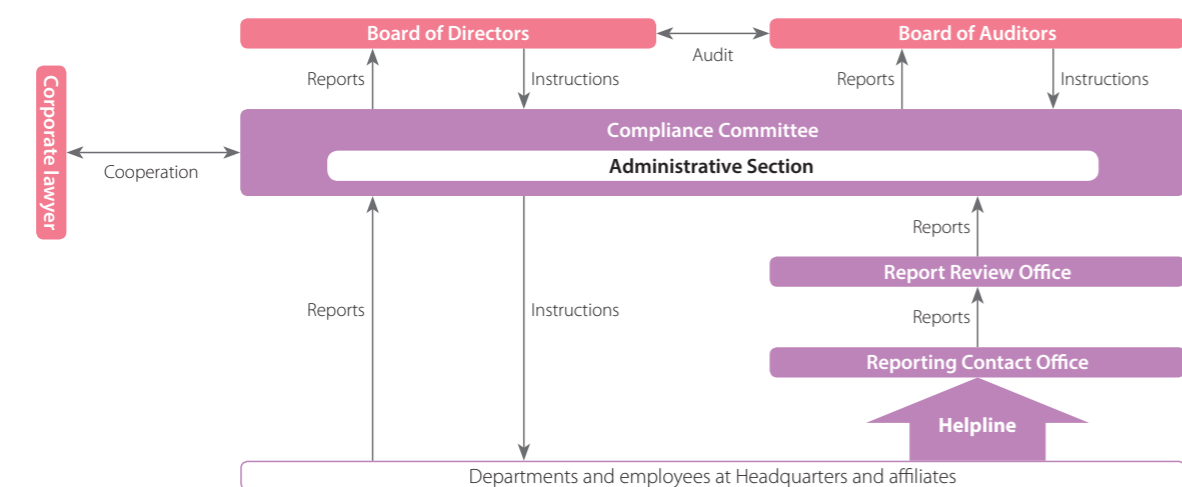 Board of Directors
Board of Auditors
Audit
Reports
Instructions
Reports
Instructions
Corporate lawyer
Cooperation
Compliance Committee
Administrative Section
Reports
Report Review Office
Reports
Instructions
Reports
Reporting Contact Office
Helpline
Departments and employees at Headquarters and affiliates